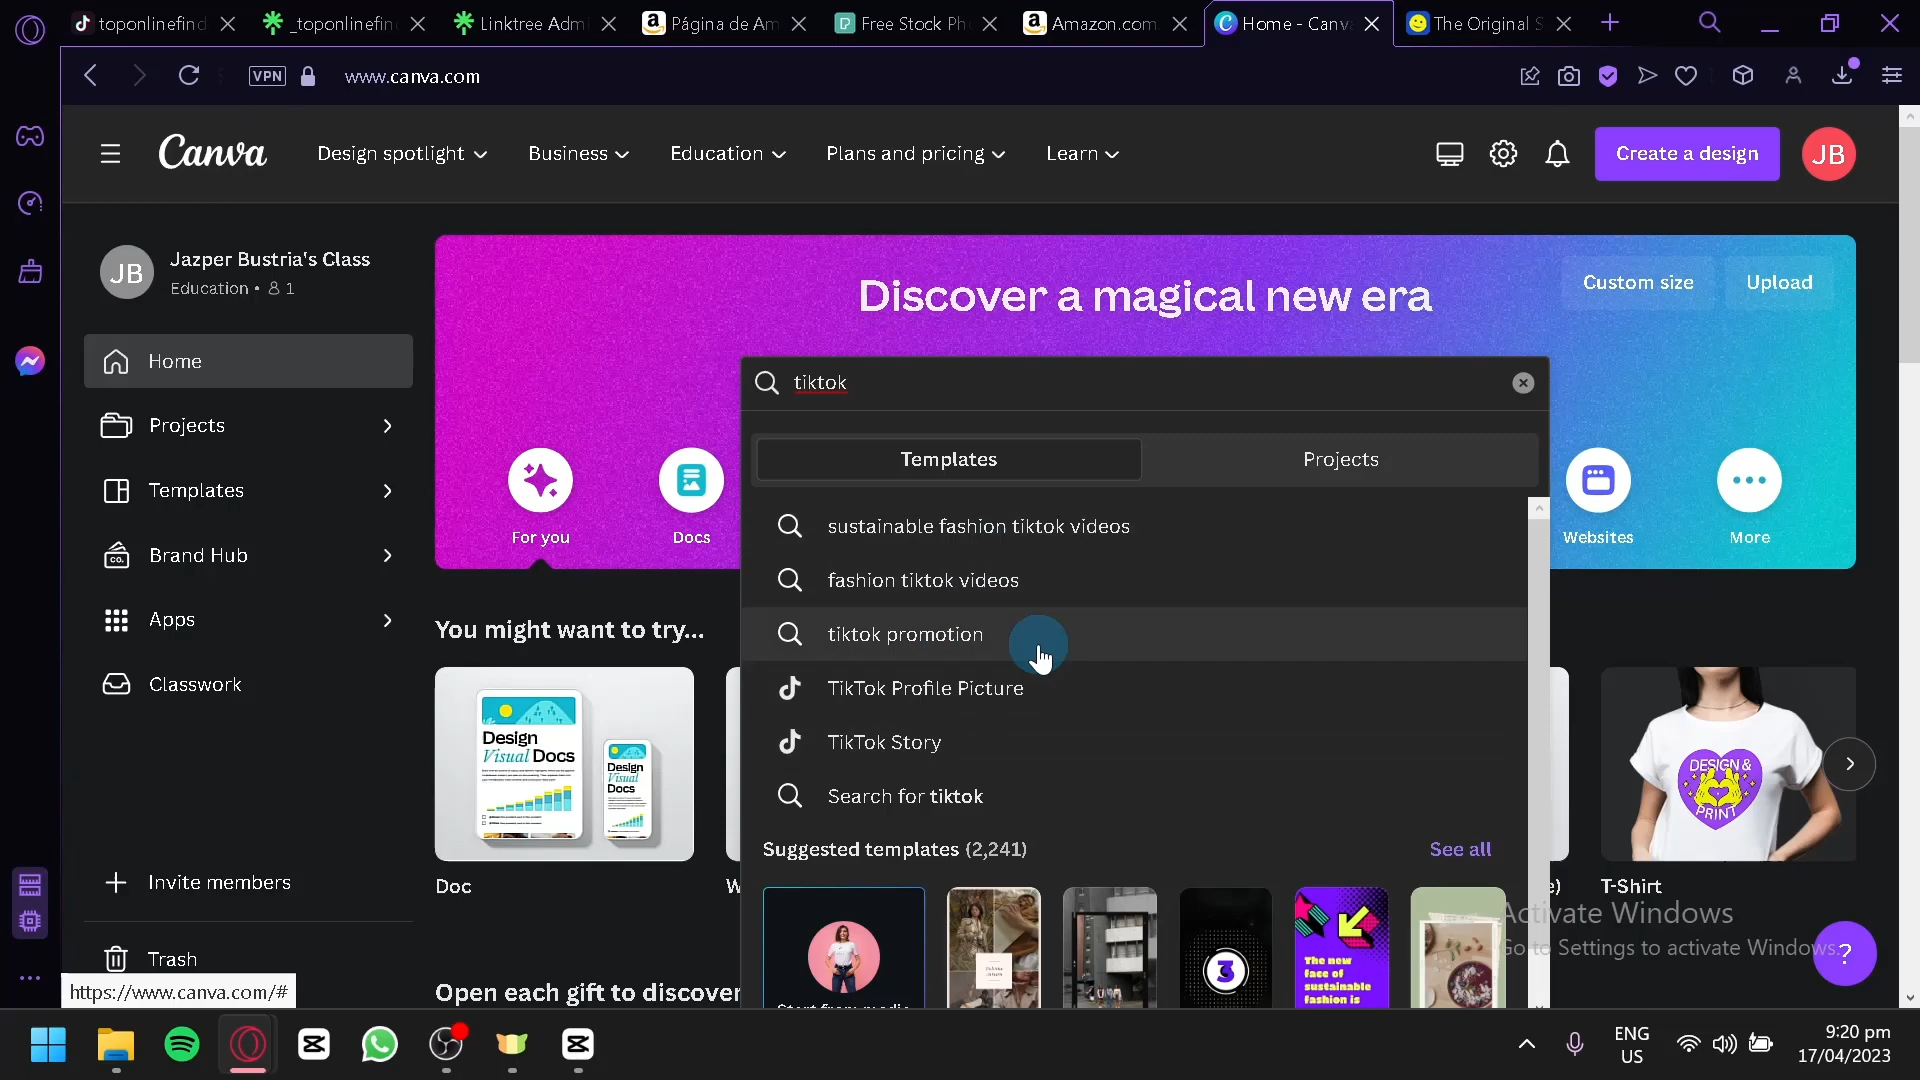 toponlinefind
_toponlinefin
Linktree Adm
Página de Am
Free Stock Ph
Amazon.com
Home - Canv
The Original S
VPN
www.canva.com
Canva
Design spotlight
Business
Education
Plans and pricing
Learn
Create a design
JB
JB
Jazper Bustria's Class
Education • 1
Home
Projects
Templates
Brand Hub
CO.
Apps
Classwork
Invite members
Trash
https://www.canva.com/#
Discover a magical new era
Custom size
Upload
For you
Docs
Websites
More
tiktok
Templates
Projects
sustainable fashion tiktok videos
fashion tiktok videos
tiktok promotion
TikTok Profile Picture
TikTok Story
Search for tiktok
Suggested templates (2,241)
See all
3
The new
face of
sustainable
fashion is
You might want to try...
Design
Visual Docs
Design
Visual
Docs
Doc
W
DESIGN &
PRINT
e)
T-Shirt
Open each gift to discover
Activate Windows
Go to Settings to activate Windows.
?
ENG
US
9:20 pm
17/04/2023